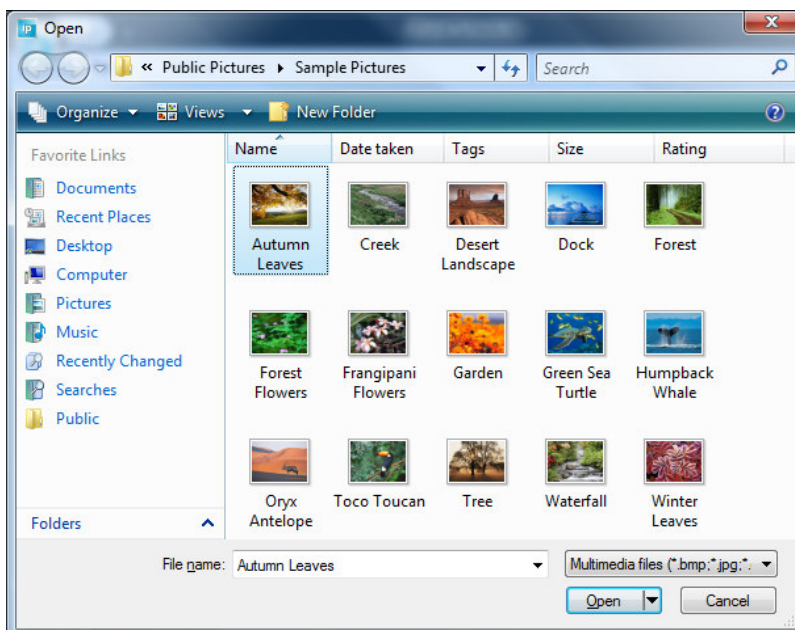 Open
« Public Pictures Sample Pictures
Search
Organize Views New Folder
Favorite Links
Documents
Recent Places
Desktop
Computer
Pictures
Music
Recently Changed
Searches
Public
Folders
Name Date taken Tags Size Rating
Autumn Leaves
Creek
Desert Landscape
Dock
Forest
Forest Flowers
Frangipani Flowers
Garden
Green Sea Turtle
Humpback Whale
Oryx Antelope
Toco Toucan
Tree
Waterfall
Winter Leaves
File name: Autumn Leaves
Multimedia files (*.bmp;*.jpg;*.
Open Cancel